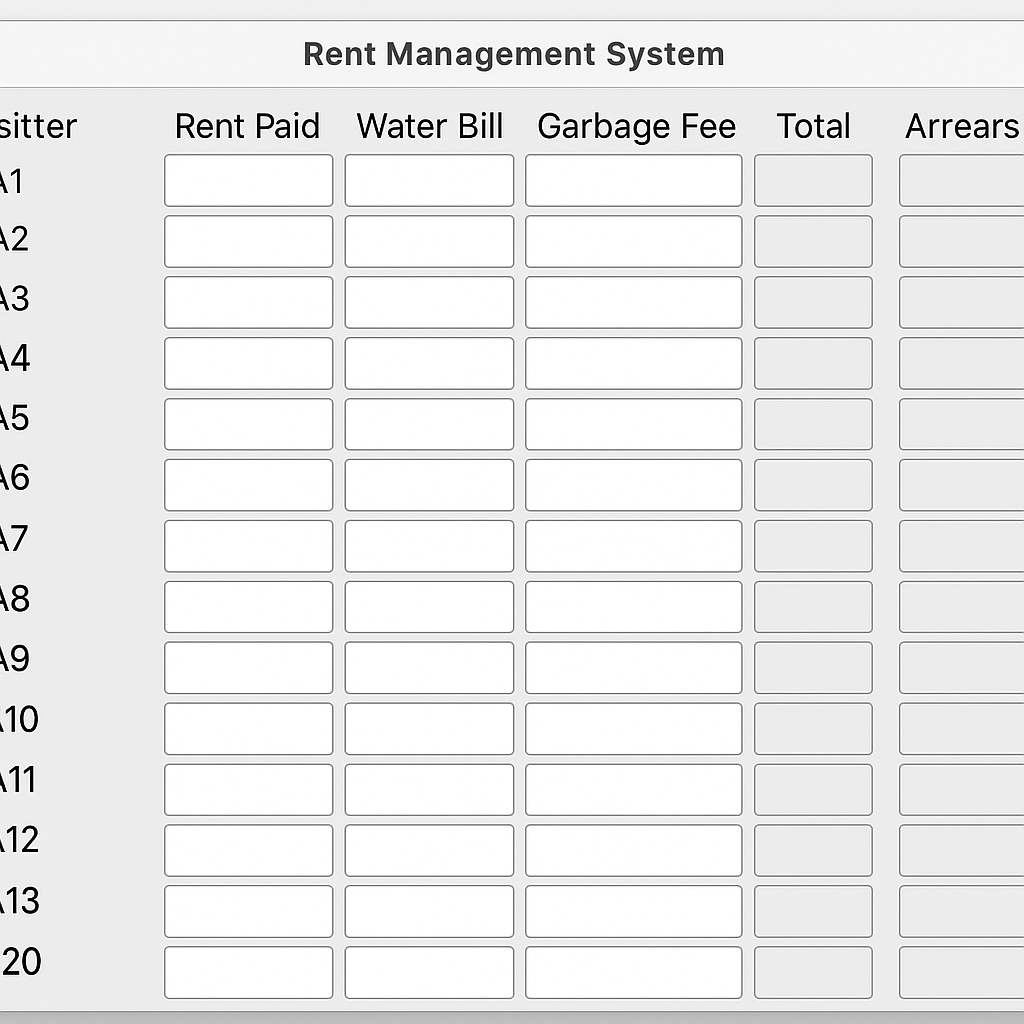 Rent Management System
sitter Rent Paid Water Bill Garbage Fee Total Arrears
A1
A2
A3
A4
A5
A6
A7
A8
A9
A10
A11
A12
A13
20